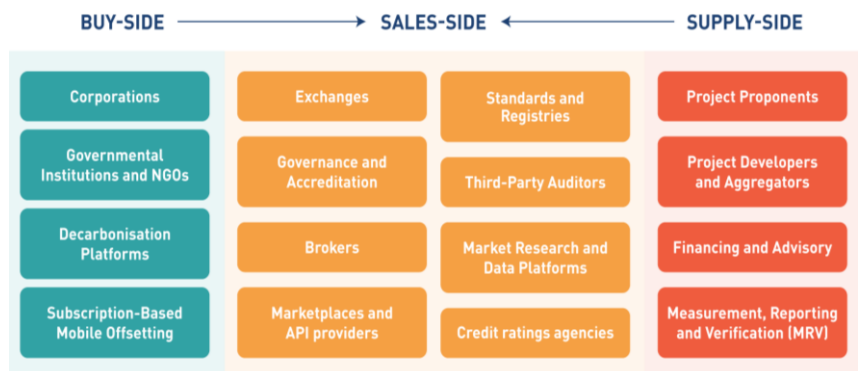 BUY-SIDE
SALES-SIDE
SUPPLY-SIDE
Corporations
Governmental
Institutions and NGOs
Decarbonisation
Platforms
Subscription-Based
Mobile Offsetting
Exchanges
Governance and
Accreditation
Brokers
Marketplaces and
API providers
Standards and
Registries
Third-Party Auditors
Market Research and
Data Platforms
Credit ratings agencies
Project Proponents
Project Developers
and Aggregators
Financing and Advisory
Measurement, Reporting
and Verification (MRV)